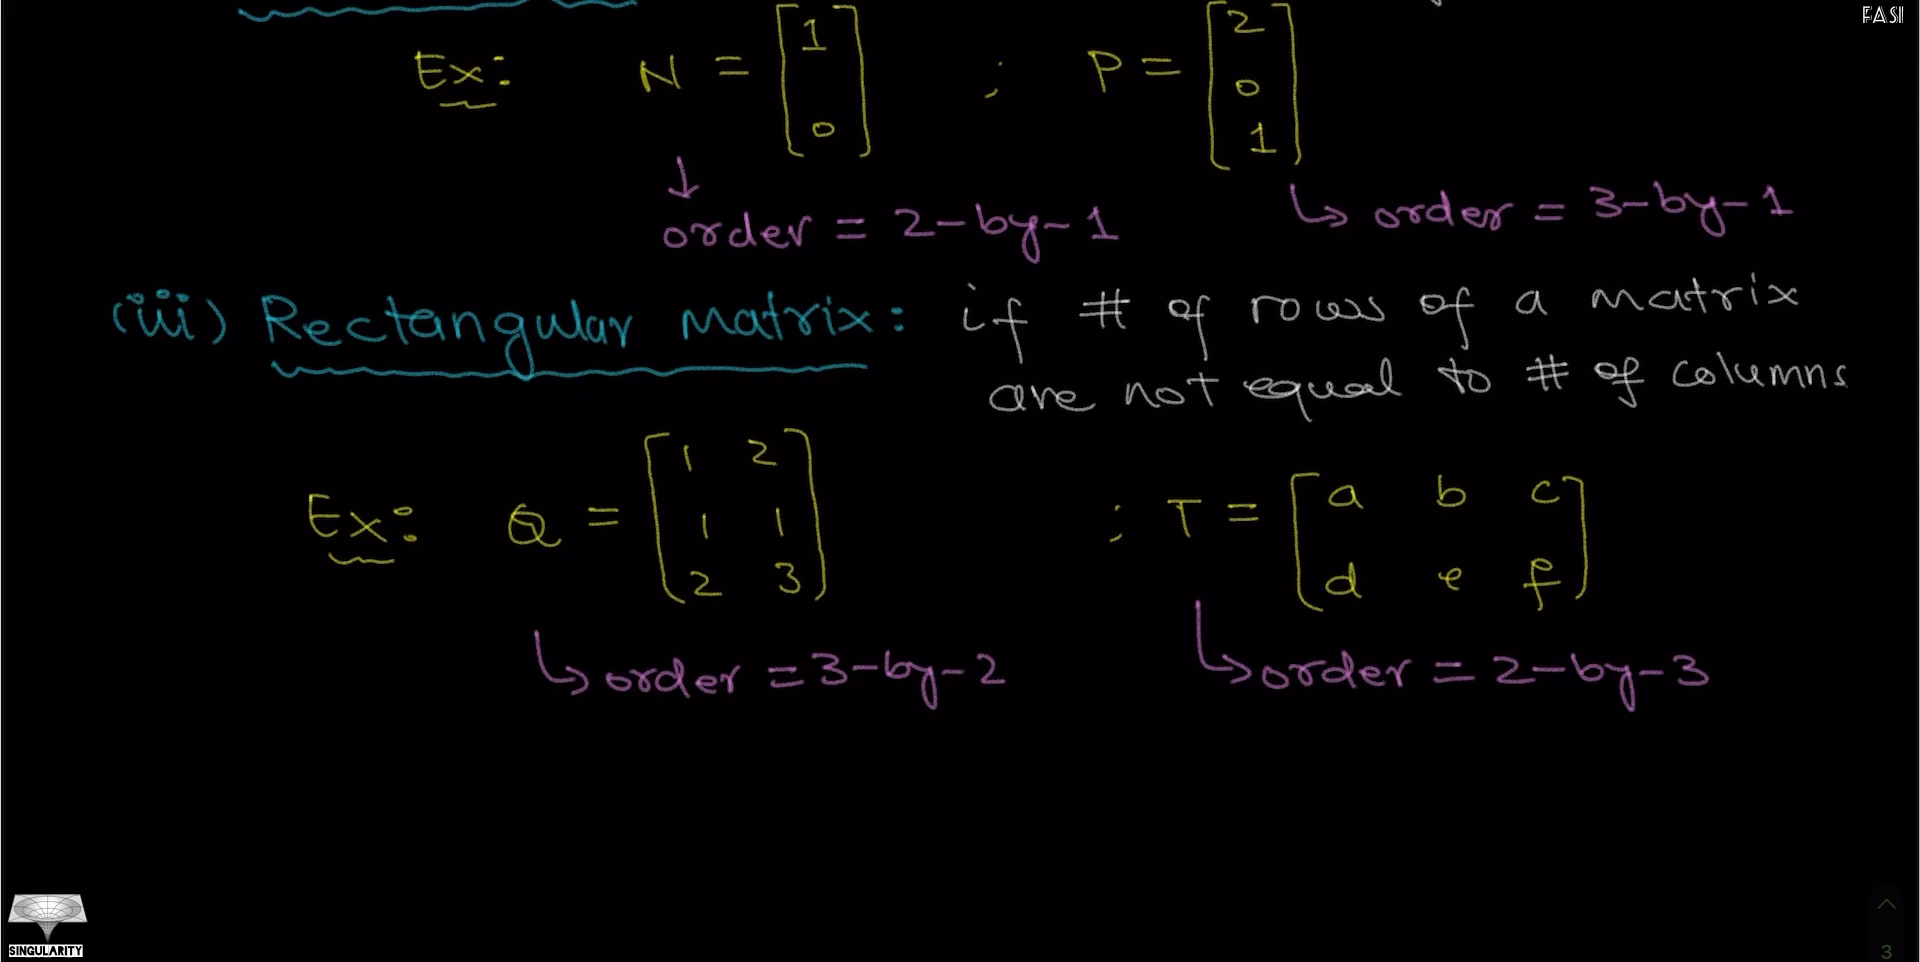 FASI
Ex: N = [1 0] ; P = [2 0 1]
order = 2-by-1 order = 3-by-1
(iii) Rectangular Matrix: if # of rows of a matrix
are not equal to # of columns
Ex: Q = [1 2
1 1
2 3]
; T = [a b c
d e f]
order = 3-by-2 order = 2-by-3
SINGULARITY
3